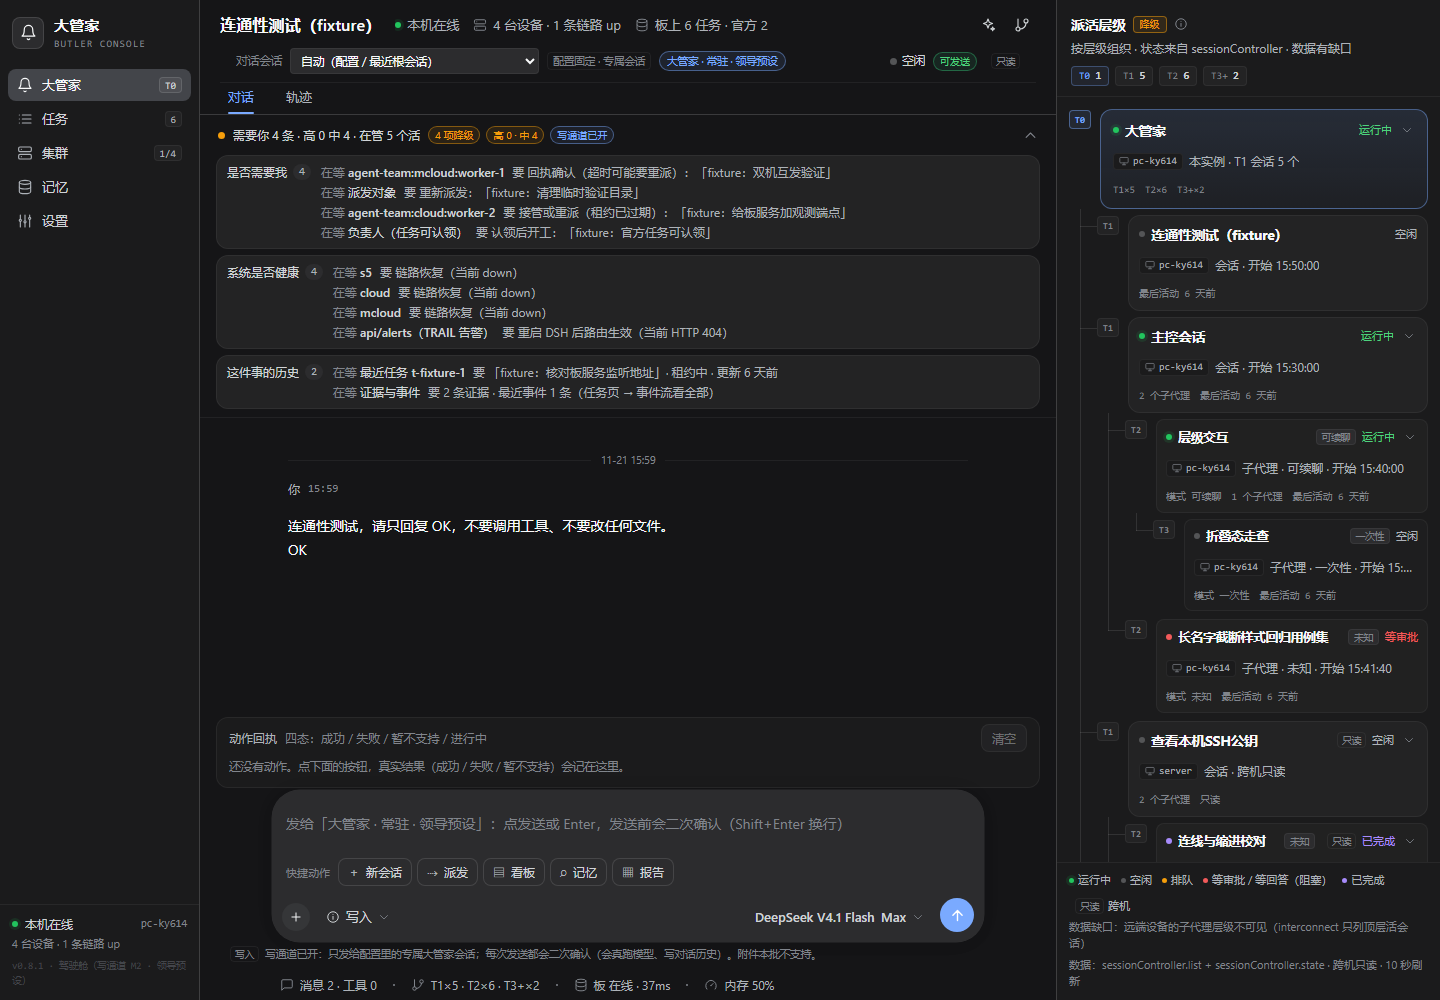 大管家
BUTLER CONSOLE
大管家 T0
任务 6
集群 1/4
记忆
设置
本机在线 pc-ky614
4 台设备 · 1 条链路 up
v0.8.1 · 驾驶舱（写通道 M2 · 领导预设）
连通性测试（fixture） 本机在线 4 台设备 · 1 条链路 up 板上 6 任务 · 官方 2
对话会话 自动（配置 / 最近根会话） 配置固定 · 专属会话 大管家 · 常驻 · 领导预设 空闲 可发送 只读
对话 轨迹
需要你 4 条 · 高 0 中 4 · 在管 5 个活 4 项降级 高 0 · 中 4 写通道已开
是否需要我 4 在等 agent-team:mcloud:worker-1 要 回执确认（超时可能要重派）：「fixture：双机互发验证」
在等 派发对象 要 重新派发：「fixture：清理临时验证目录」
在等 agent-team:cloud:worker-2 要 接管或重派（租约已过期）：「fixture：给板服务加观测端点」
在等 负责人（任务可认领） 要 认领后开工：「fixture：官方任务可认领」
系统是否健康 4 在等 s5 要 链路恢复（当前 down）
在等 cloud 要 链路恢复（当前 down）
在等 mcloud 要 链路恢复（当前 down）
在等 api/alerts（TRAIL 告警） 要 重启 DSH 后路由生效（当前 HTTP 404）
这件事的历史 2 在等 最近任务 t-fixture-1 要 「fixture：核对板服务监听地址」· 租约中 · 更新 6 天前
在等 证据与事件 要 2 条证据 · 最近事件 1 条（任务页 → 事件流看全部）
11-21 15:59
你 15:59
连通性测试，请只回复 OK，不要调用工具、不要改任何文件。
OK
动作回执 四态：成功 / 失败 / 暂不支持 / 进行中 清空
还没有动作。点下面的按钮，真实结果（成功 / 失败 / 暂不支持）会记在这里。
发给「大管家 · 常驻 · 领导预设」：点发送或 Enter，发送前会二次确认（Shift+Enter 换行）
快捷动作 + 新会话 派发 看板 记忆 报告
+ 写入 DeepSeek V4.1 Flash Max
写入 写通道已开：只发给配置里的专属大管家会话；每次发送都会二次确认（会真跑模型、写对话历史）。附件本批不支持。
消息 2 · 工具 0 · T1×5 · T2×6 · T3+×2 · 板 在线 · 37ms · 内存 50%
派活层级 降级
按层级组织 · 状态来自 sessionController · 数据有缺口
T0 1 T1 5 T2 6 T3+ 2
T0 大管家 运行中
pc-ky614 本实例 · T1 会话 5 个
T1×5 T2×6 T3+×2
T1 连通性测试（fixture） 空闲
pc-ky614 会话 · 开始 15:50:00
最后活动 6 天前
T1 主控会话 运行中
pc-ky614 会话 · 开始 15:30:00
2 个子代理 最后活动 6 天前
T2 层级交互 可续聊 运行中
pc-ky614 子代理 · 可续聊 · 开始 15:40:00
模式 可续聊 1 个子代理 最后活动 6 天前
T3 折叠态走查 一次性 空闲
pc-ky614 子代理 · 一次性 · 开始 15:...
模式 一次性 最后活动 6 天前
T2 长名字截断样式回归用例集 未知 等审批
pc-ky614 子代理 · 未知 · 开始 15:41:40
模式 未知 最后活动 6 天前
T1 查看本机SSH公钥 只读 空闲
server 会话 · 跨机只读
2 个子代理 只读
T2 连线与缩进校对 未知 只读 已完成
运行中 空闲 排队 等审批 / 等回答（阻塞） 已完成
只读 跨机
数据缺口：远端设备的子代理层级不可见（interconnect 只列顶层活会话）
数据：sessionController.list + sessionController.state · 跨机只读 · 10 秒刷新